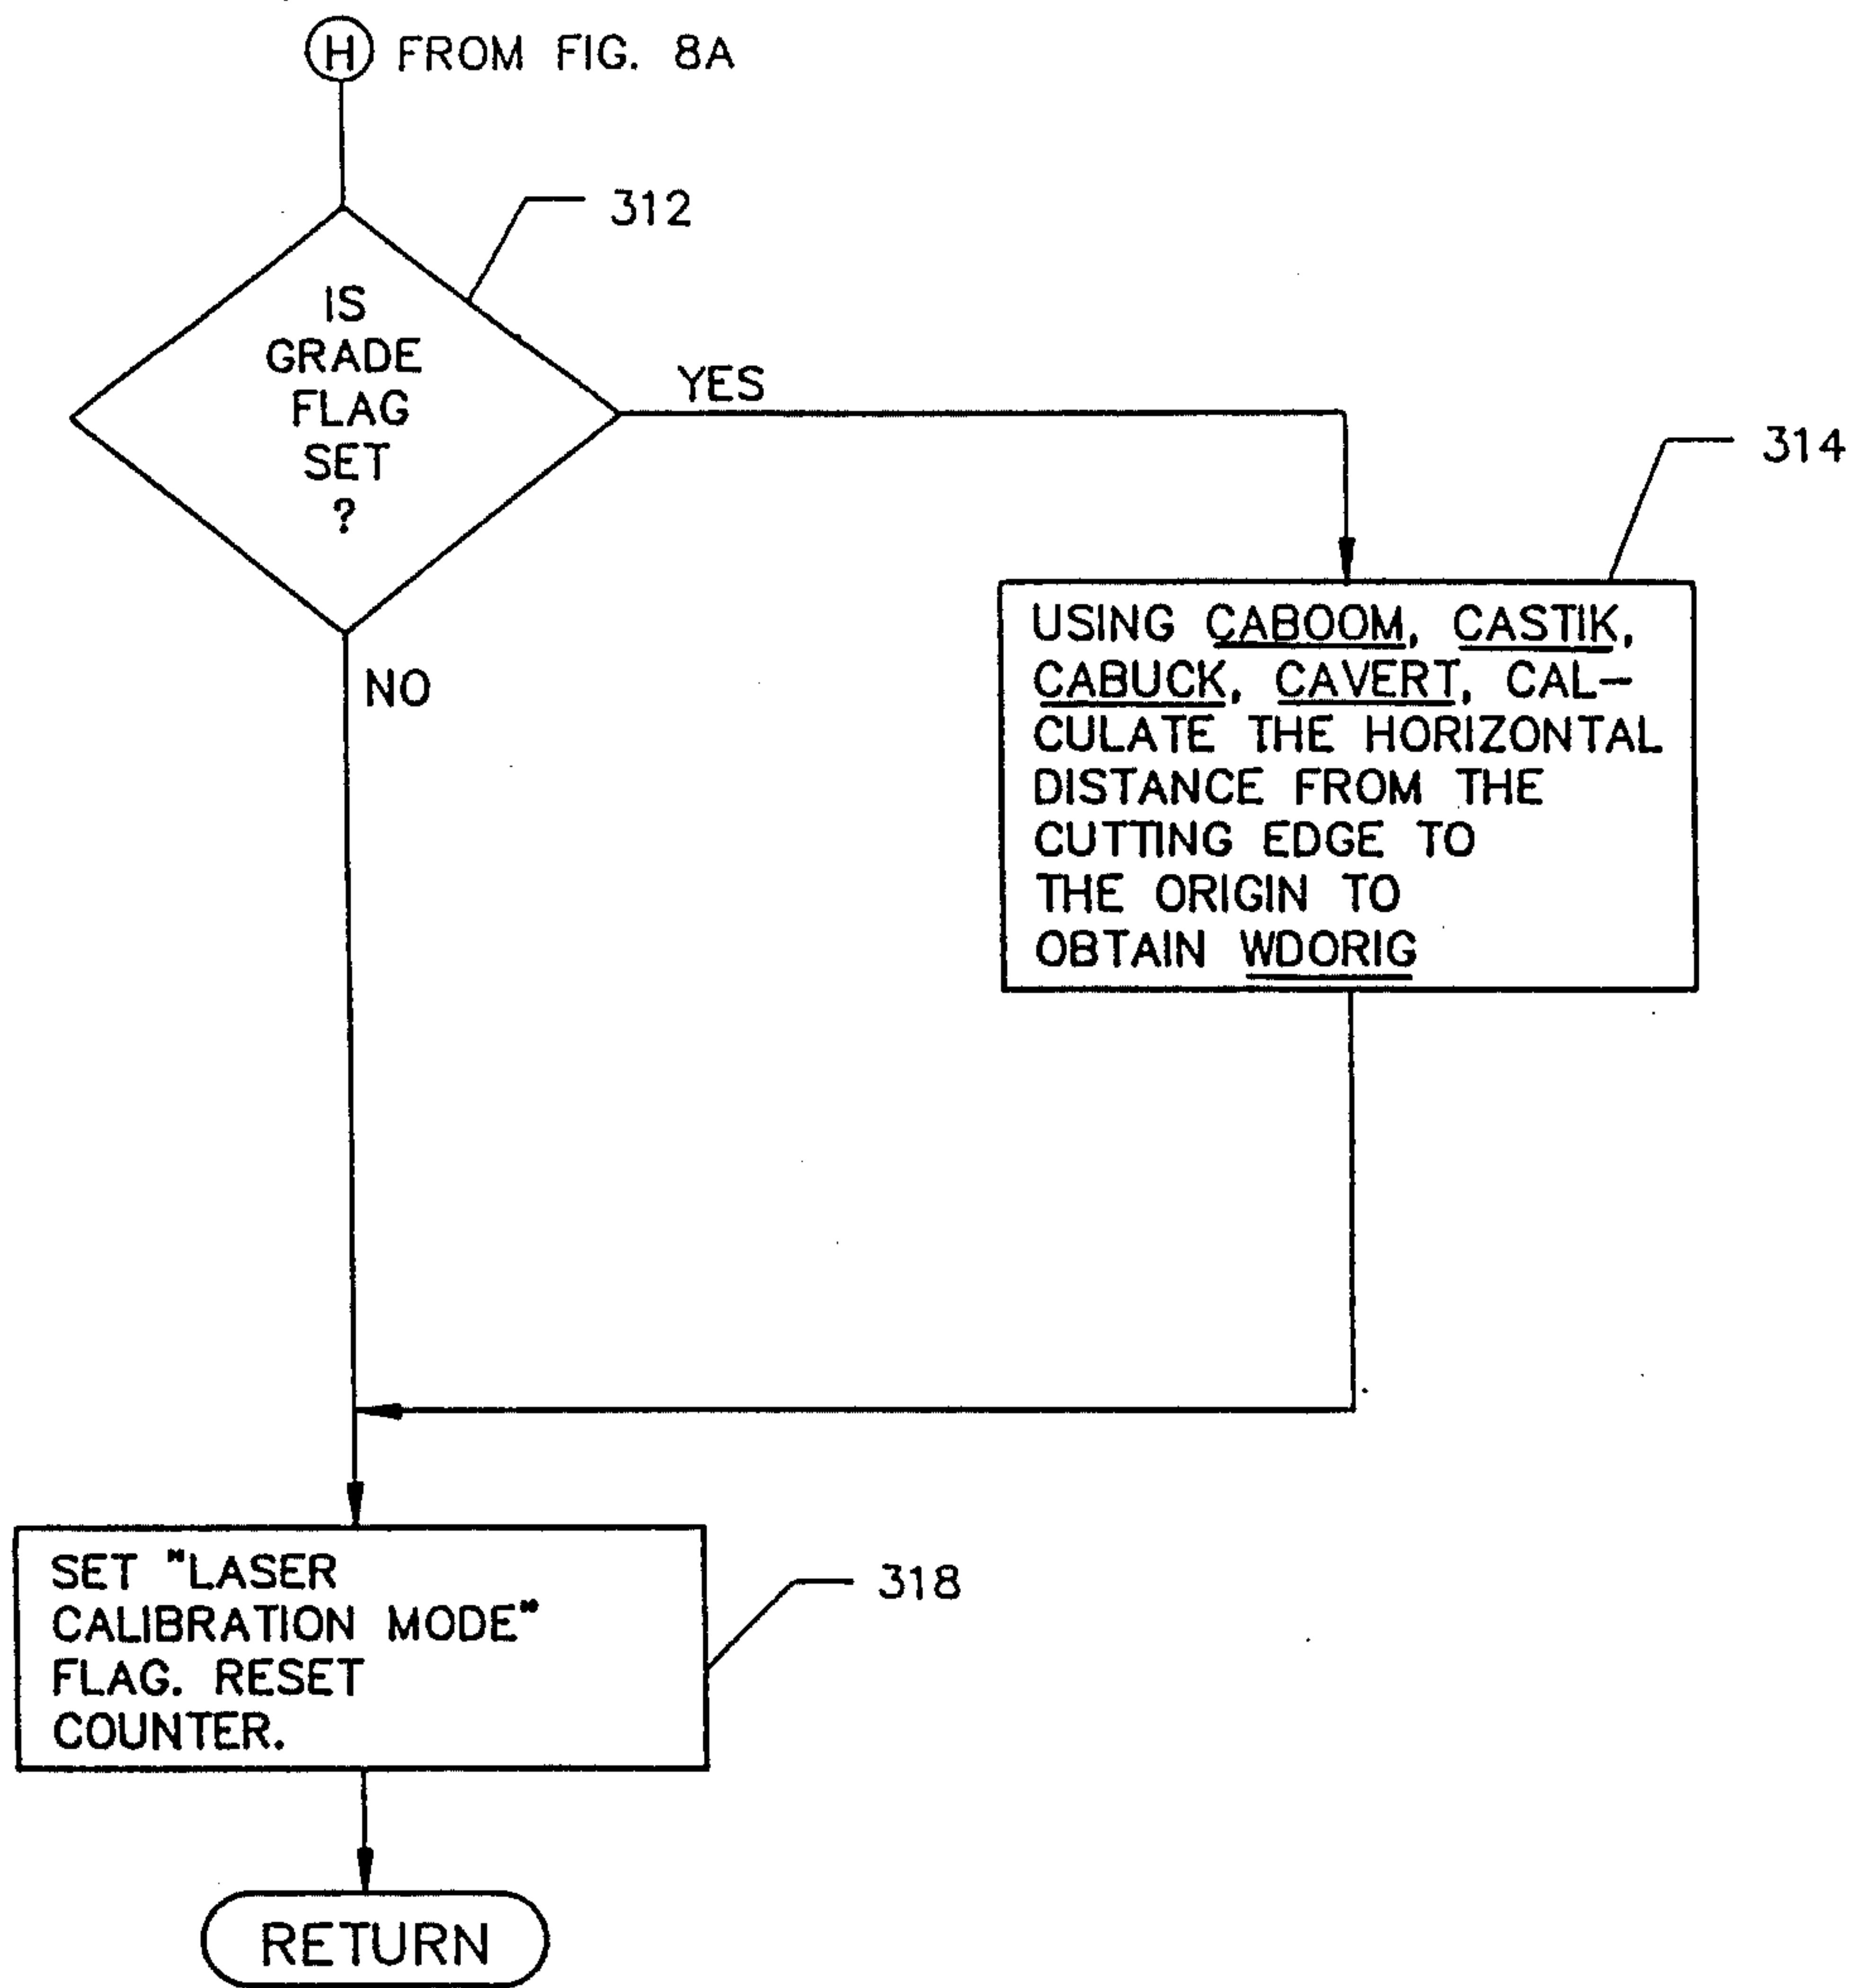 H FROM FIG. 8A
312
IS
GRADE
FLAG
SET
?
YES
NO
314
USING CABOOM, CASTIK,
CABUCK, CAVERT, CAL-
CULATE THE HORIZONTAL
DISTANCE FROM THE
CUTTING EDGE TO
THE ORIGIN TO
OBTAIN WDORIG
SET "LASER
CALIBRATION MODE"
FLAG. RESET
COUNTER.
318
RETURN